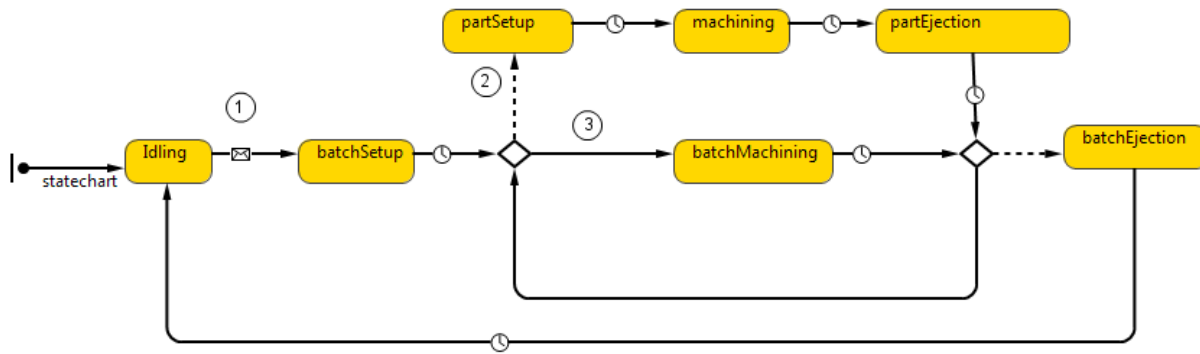 partSetup
machining
partEjection
2
1
3
Idling
batchSetup
batchMachining
batchEjection
statechart